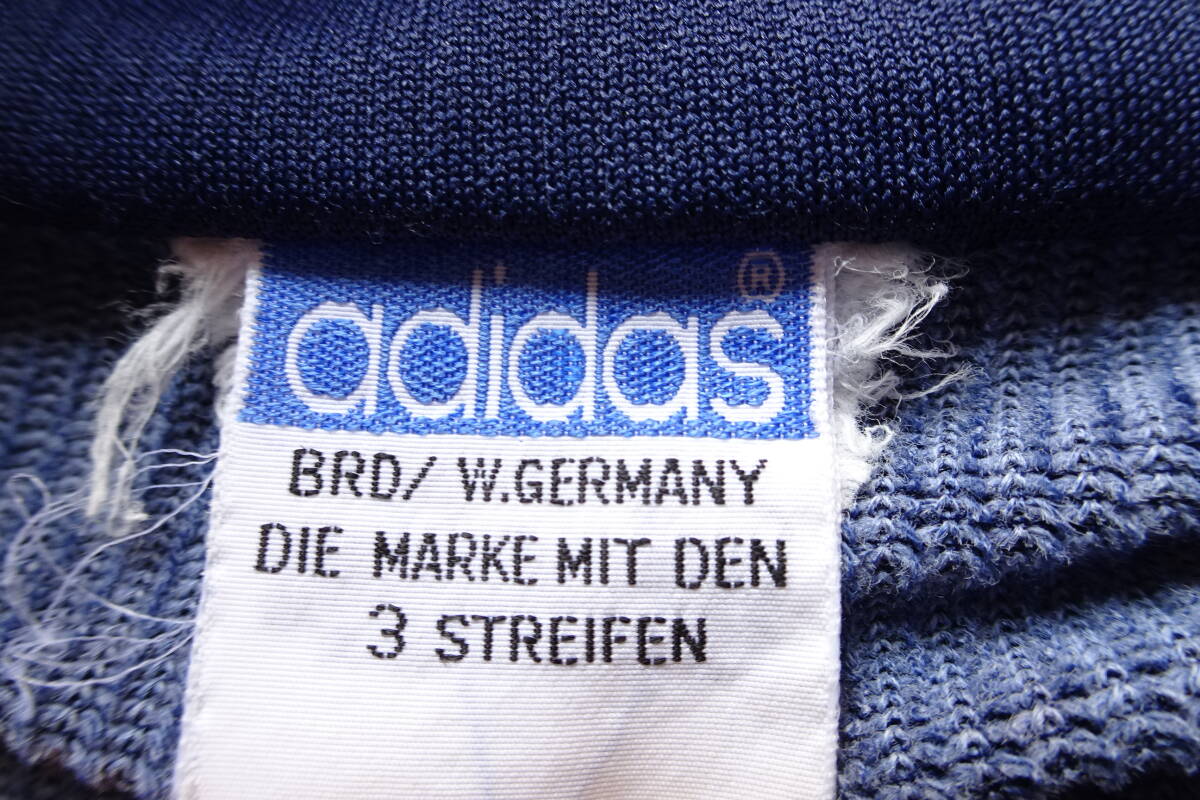 adidas®
BRD/ W.GERMANY
DIE MARKE MIT DEN
3 STREIFEN